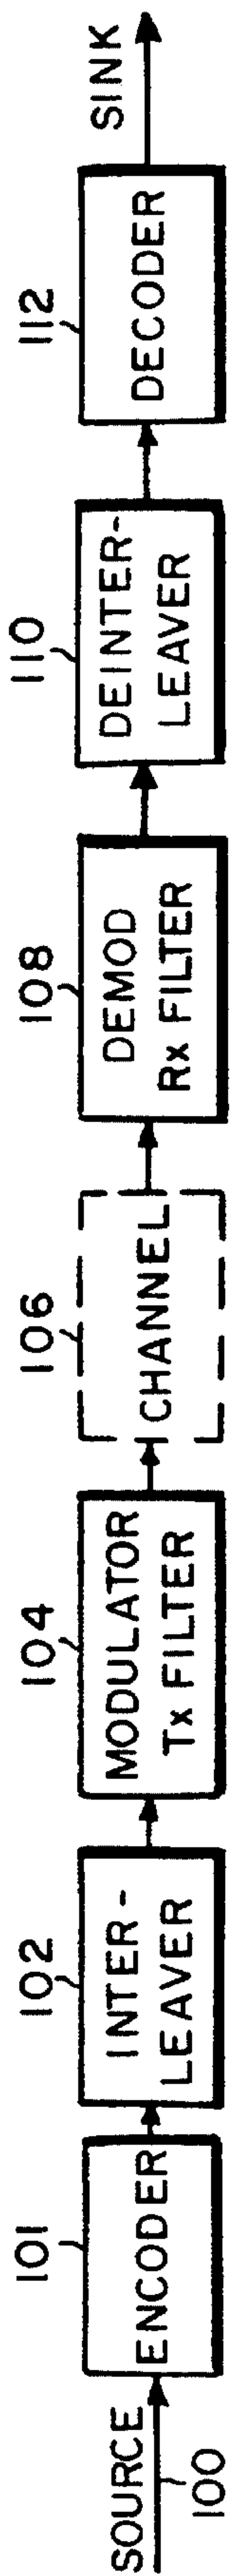 SOURCE
100
101
ENCODER
102
INTER-
LEAVER
104
MODULATOR
Tx FILTER
106
CHANNEL
108
DEMOD
Rx FILTER
110
DEINTER-
LEAVER
112
DECODER
SINK